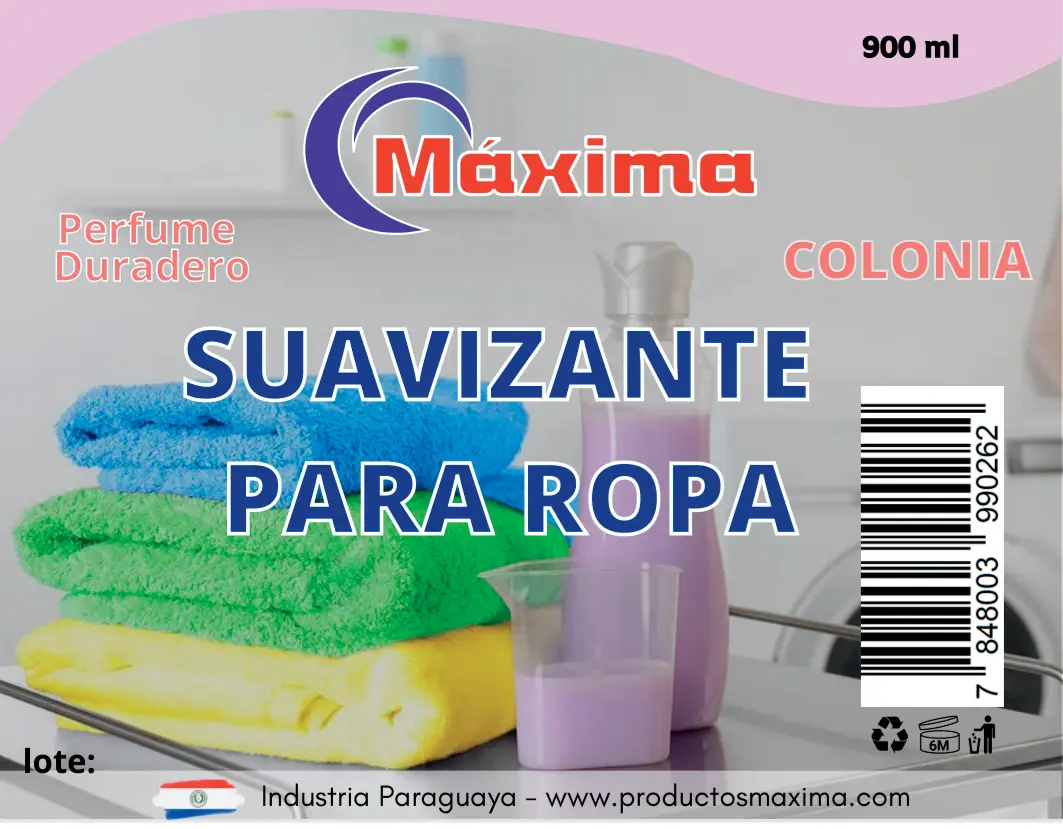 900 ml
Máxima
Perfume
Duradero
COLONIA
SUAVIZANTE
PARA ROPA
7 848003 990262
6M
lote:
Industria Paraguaya - www.productosmaxima.com